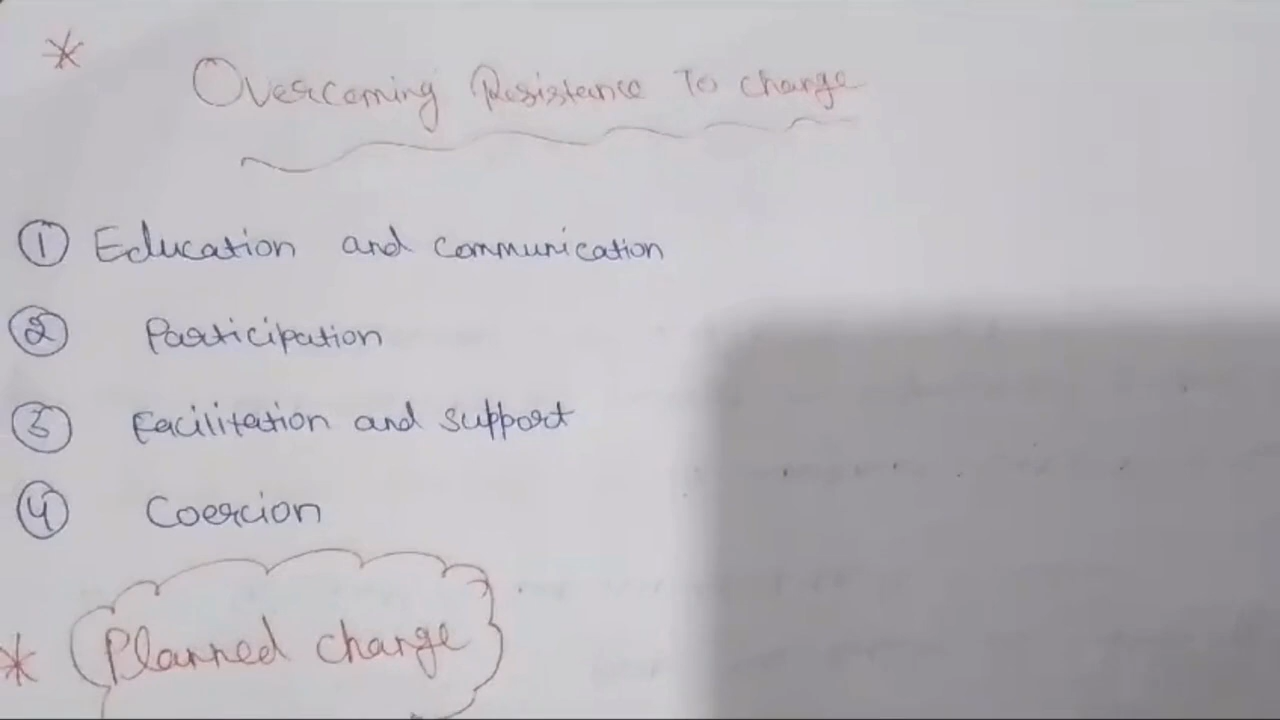 * Overcoming Resistance To change
① Education and communication
② Participation
③ Facilitation and support
④ Coercion
* Planned change